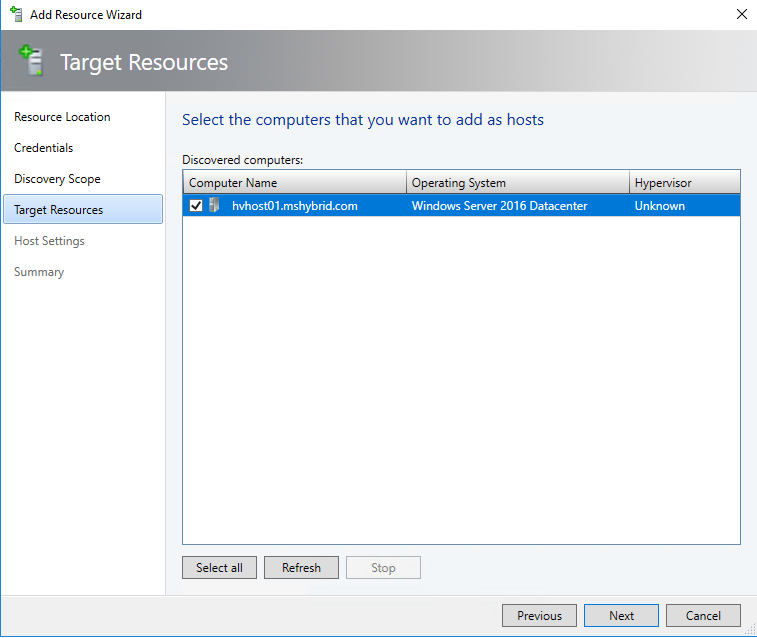 Add Resource Wizard
Target Resources
Resource Location
Credentials
Discovery Scope
Target Resources
Host Settings
Summary
Select the computers that you want to add as hosts
Discovered computers:
Computer Name Operating System Hypervisor
hvhost01.mshybrid.com Windows Server 2016 Datacenter Unknown
Select all Refresh Stop
Previous Next Cancel